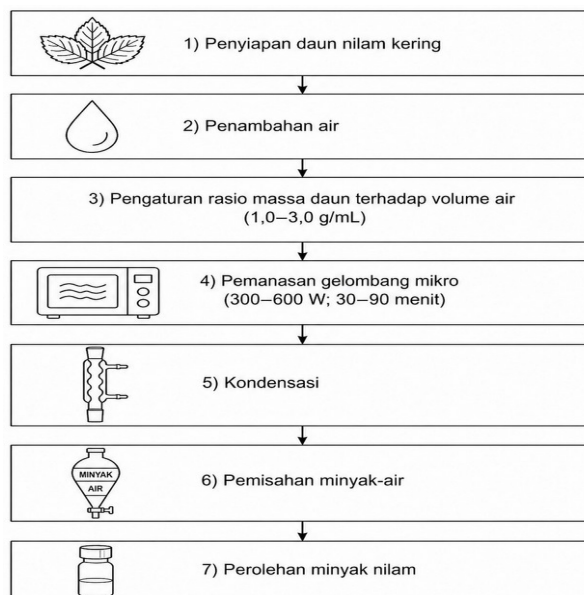 1) Penyiapan daun nilam kering
2) Penambahan air
3) Pengaturan rasio massa daun terhadap volume air
(1,0–3,0 g/mL)
4) Pemanasan gelombang mikro
(300–600 W; 30–90 menit)
5) Kondensasi
MINYAK
AIR
6) Pemisahan minyak-air
7) Perolehan minyak nilam